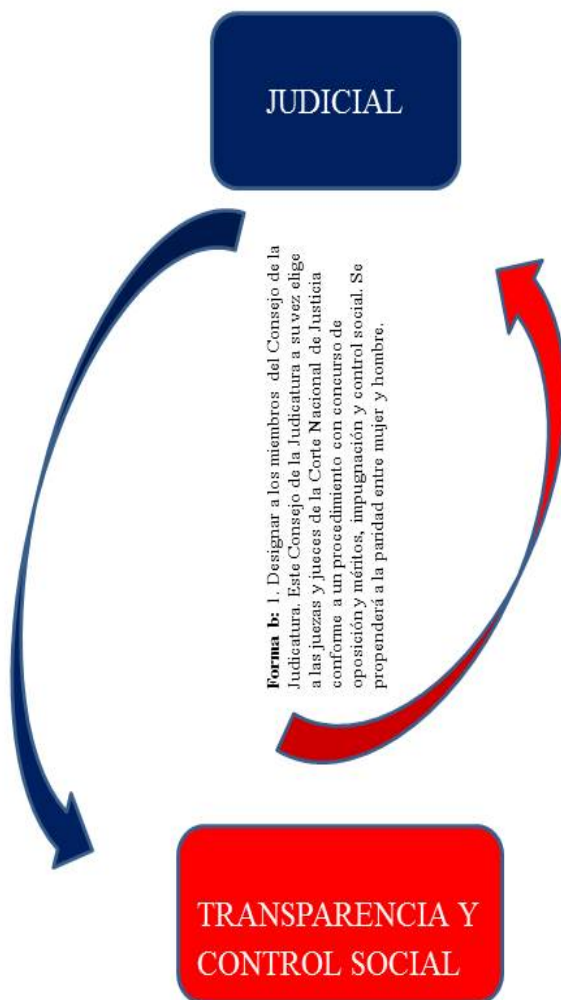 JUDICIAL
Forma b: 1. Designar a los miembros del Consejo de la
Judicatura. Este Consejo de la Judicatura a su vez elige
a las juezas y jueces de la Corte Nacional de Justicia
conforme a un procedimiento con concurso de
oposición y méritos, impugnación y control social. Se
propenderá a la paridad entre mujer y hombre.
TRANSPARENCIA Y
CONTROL SOCIAL